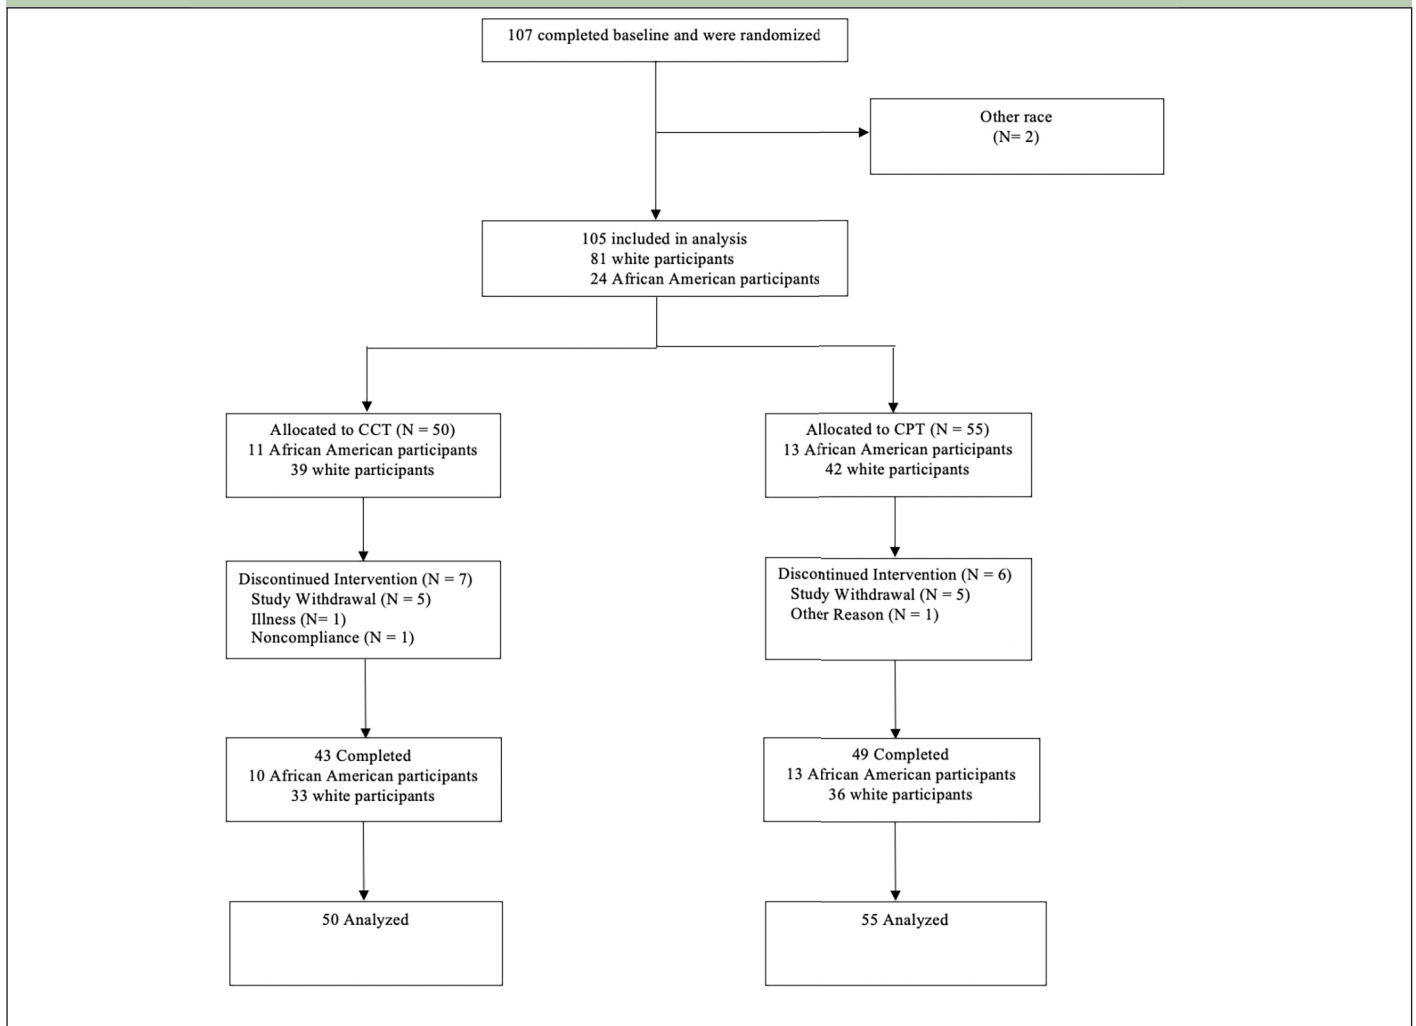 107 completed baseline and were randomized
Other race
(N= 2)
105 included in analysis
81 white participants
24 African American participants
Allocated to CCT (N = 50)
11 African American participants
39 white participants
Allocated to CPT (N = 55)
13 African American participants
42 white participants
Discontinued Intervention (N = 7)
Study Withdrawal (N = 5)
Illness (N= 1)
Noncompliance (N = 1)
Discontinued Intervention (N = 6)
Study Withdrawal (N = 5)
Other Reason (N = 1)
43 Completed
10 African American participants
33 white participants
49 Completed
13 African American participants
36 white participants
50 Analyzed
55 Analyzed